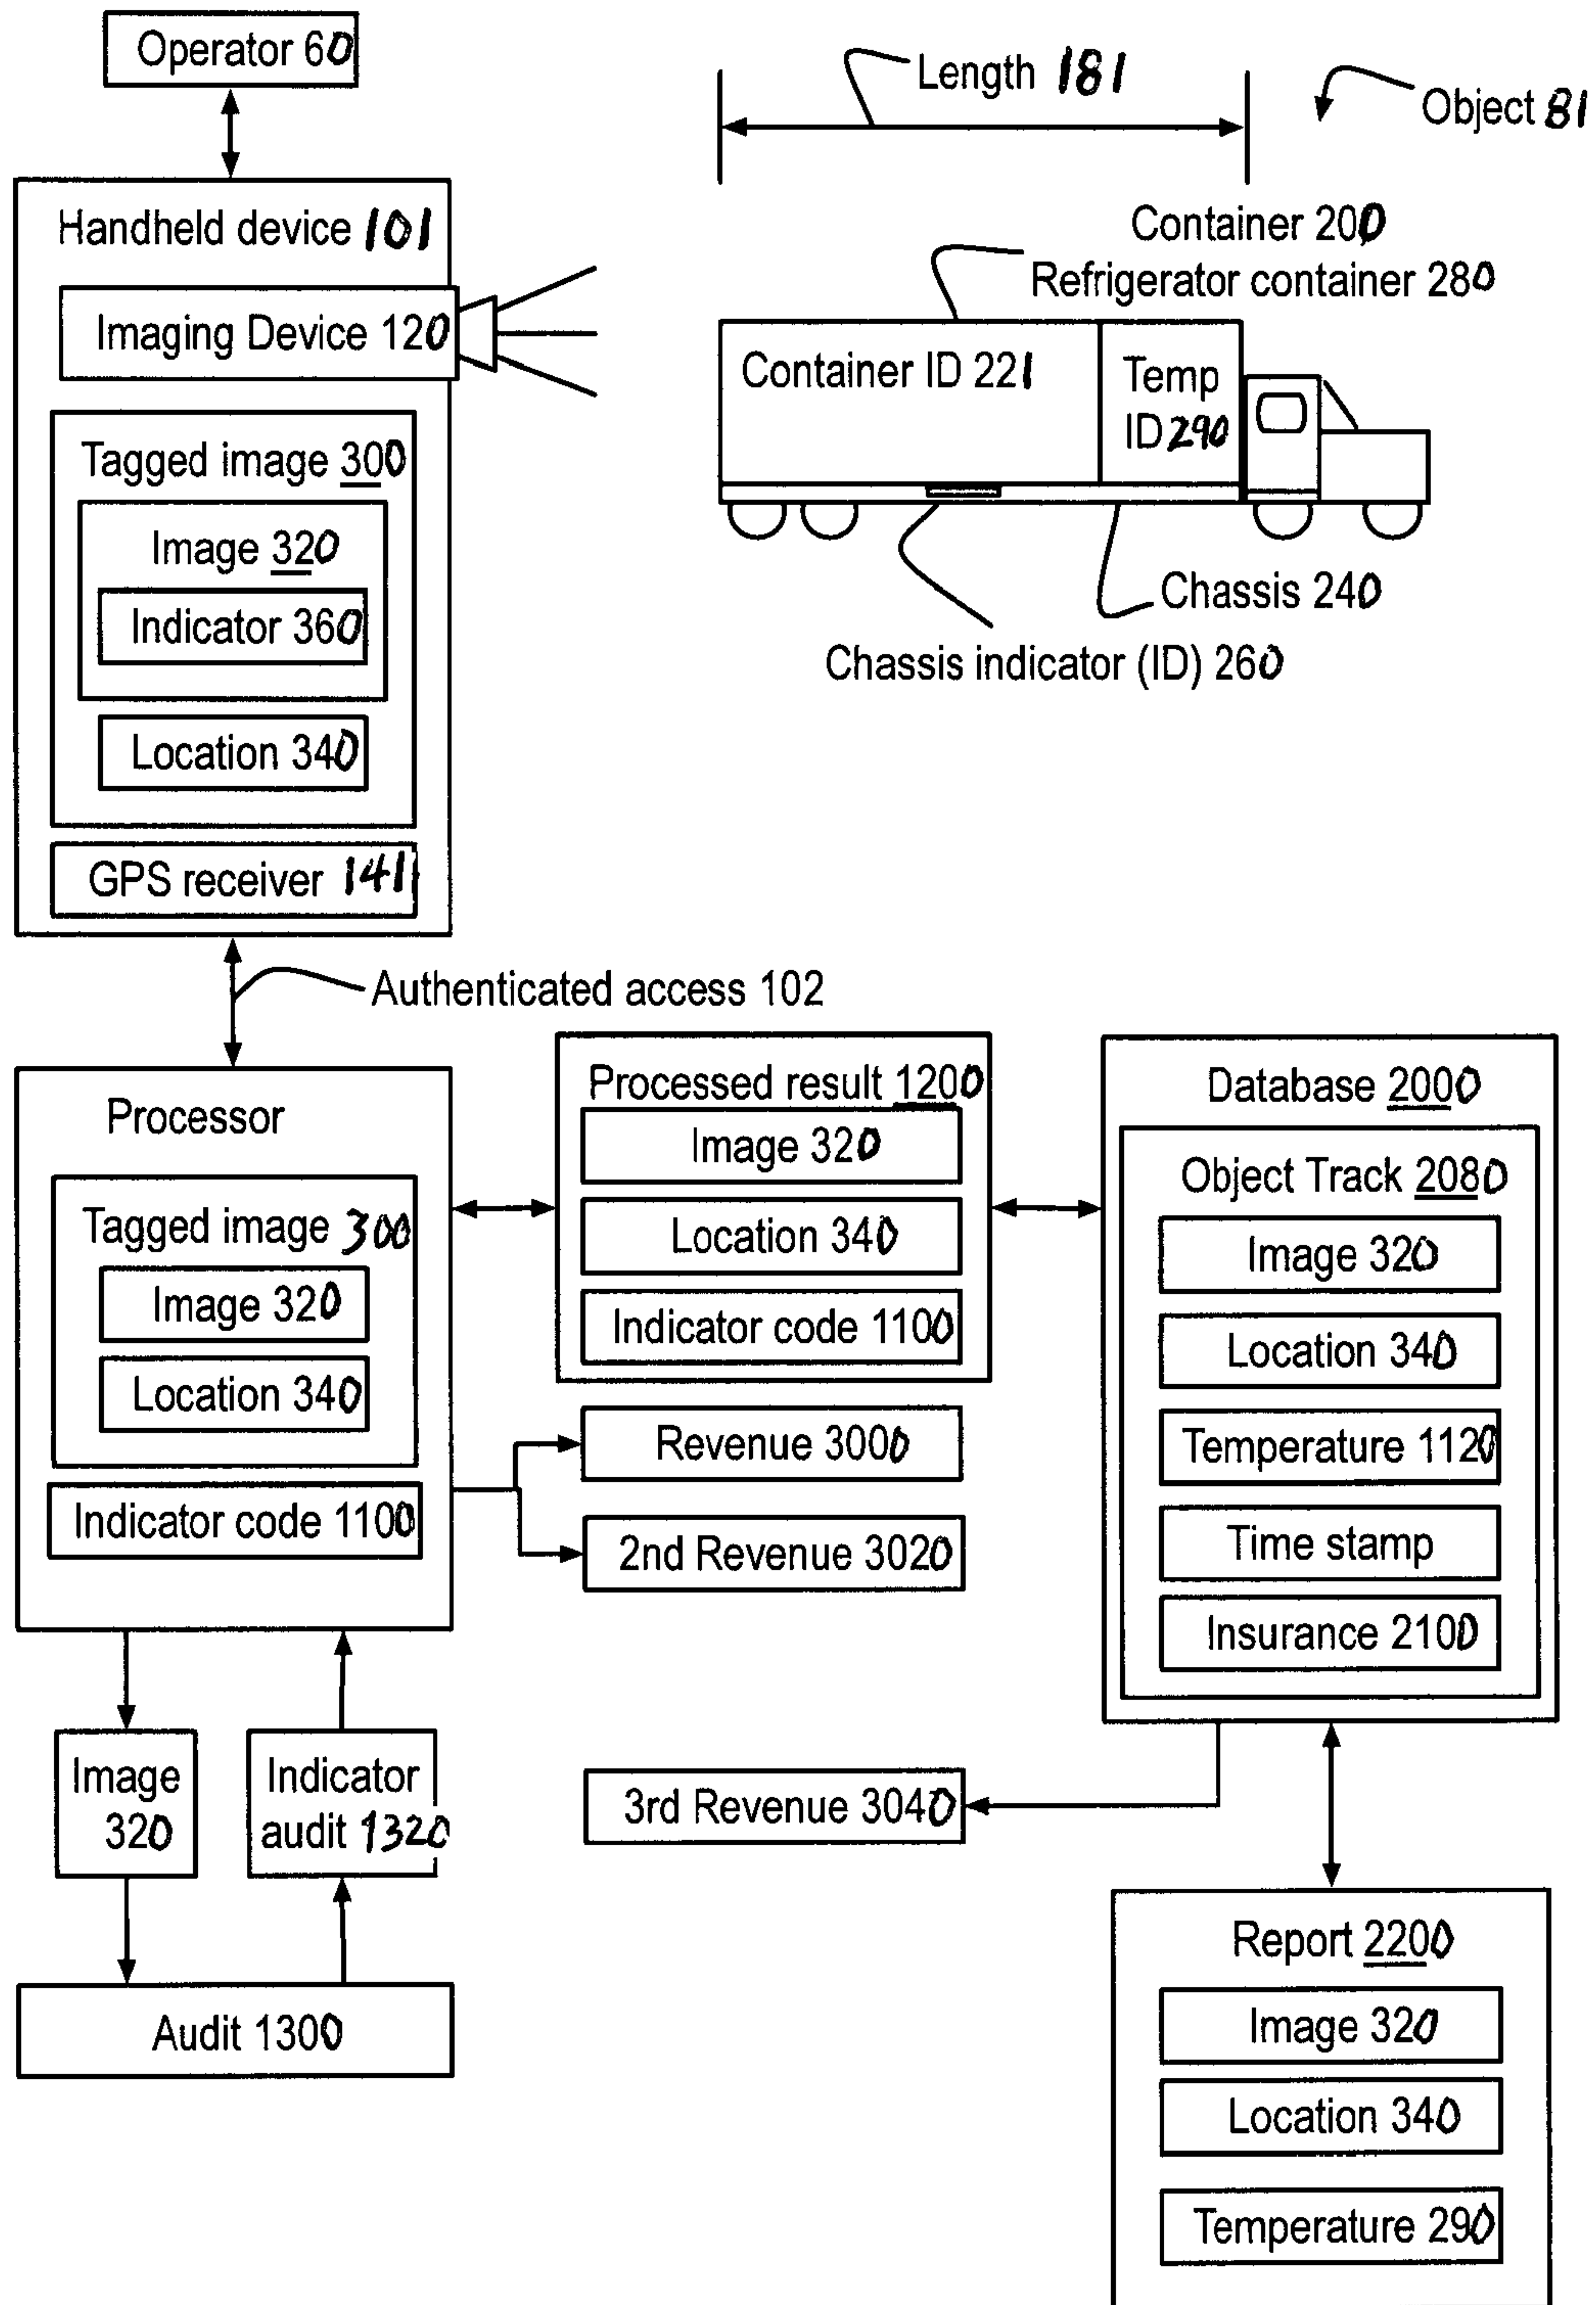 Operator 60
Length 181
Object 81
Handheld device 101
Container 200
Refrigerator container 280
Imaging Device 120
Container ID 221
Temp
ID 290
Tagged image 300
Image 320
Indicator 360
Chassis 240
Chassis indicator (ID) 260
Location 340
GPS receiver 141
Authenticated access 102
Processor
Tagged image 300
Image 320
Location 340
Indicator code 1100
Processed result 1200
Image 320
Location 340
Indicator code 1100
Revenue 3000
2nd Revenue 3020
Database 2000
Object Track 2080
Image 320
Location 340
Temperature 1120
Time stamp
Insurance 2100
Image
320
Indicator
audit 1320
3rd Revenue 3040
Audit 1300
Report 2200
Image 320
Location 340
Temperature 290